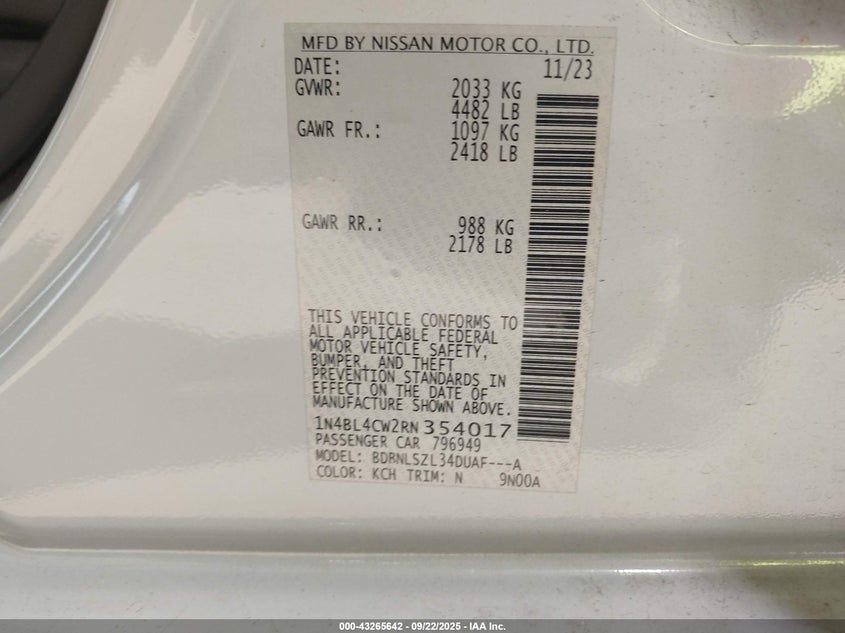 MFD BY NISSAN MOTOR CO., LTD.
DATE: 11/23
GVWR: 2033 KG
4482 LB
GAWR FR.: 1097 KG
2418 LB
GAWR RR.: 988 KG
2178 LB
THIS VEHICLE CONFORMS TO
ALL APPLICABLE FEDERAL
MOTOR VEHICLE SAFETY,
BUMPER, AND THEFT
PREVENTION STANDARDS IN
EFFECT ON THE DATE OF
MANUFACTURE SHOWN ABOVE.
1N4BL4CW2RN354017
PASSENGER CAR 796949
MODEL: BDRNLSZL34DUAF---A
COLOR: KCH TRIM: N 9N00A
000-43265642 - 09/22/2025 - IAA Inc.